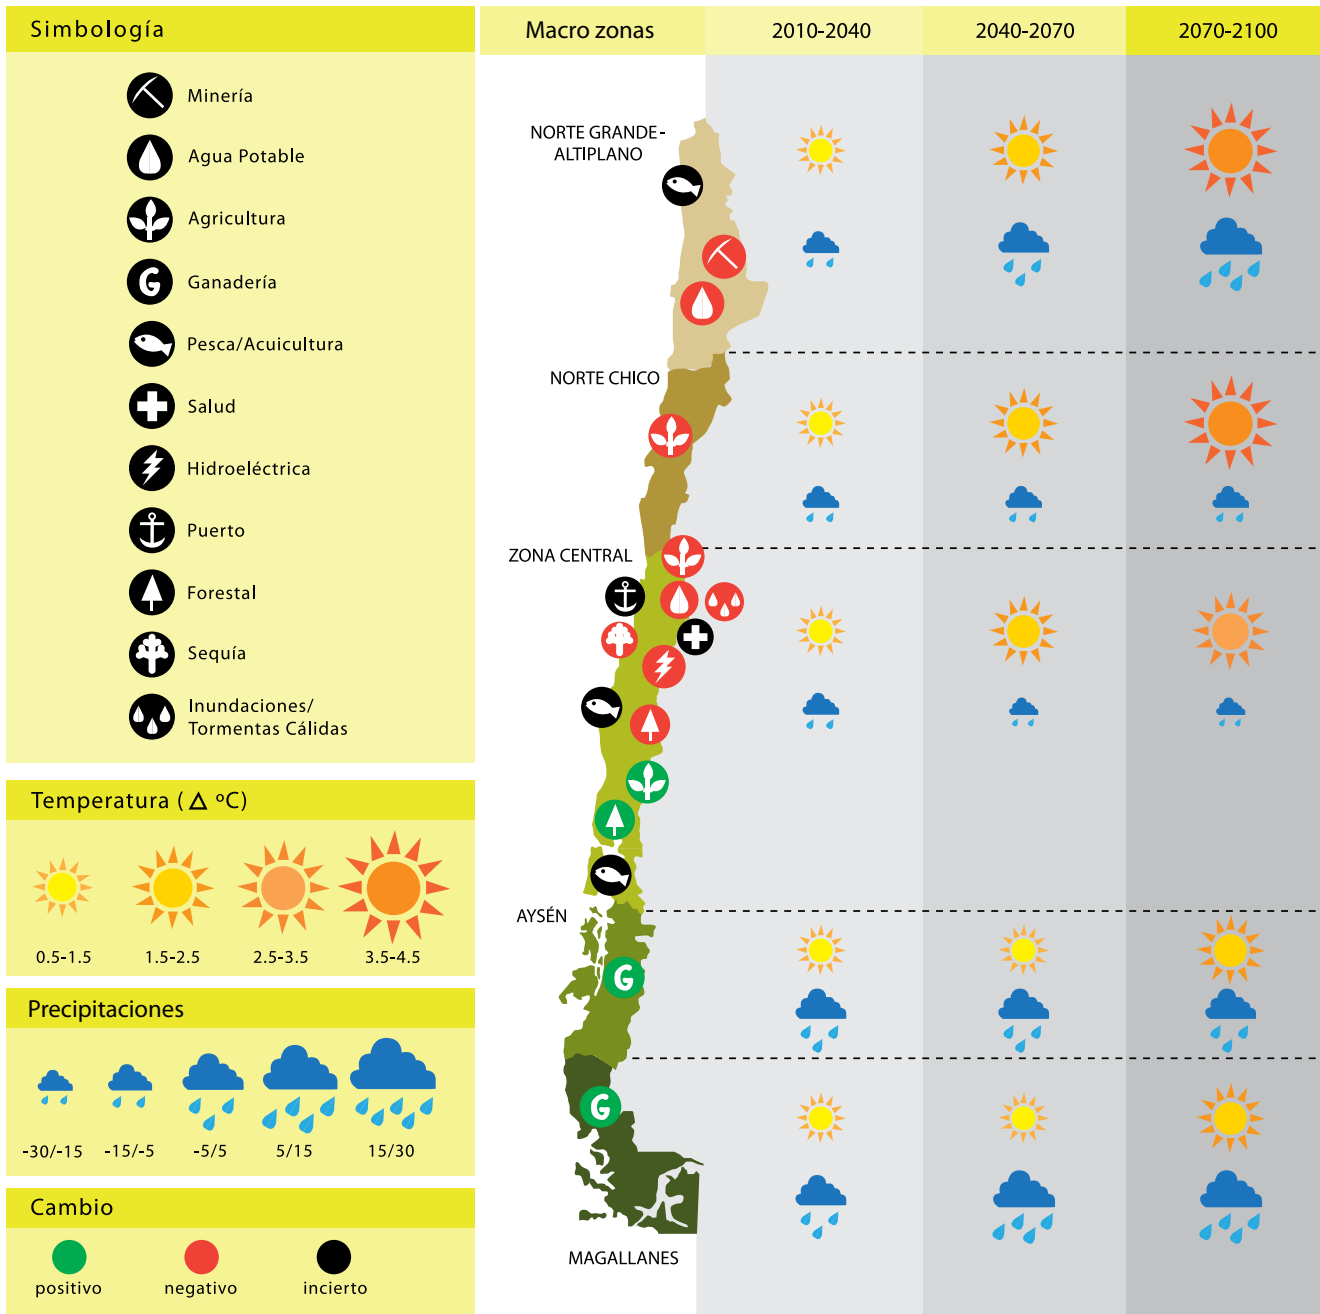 Simbología
Minería
Agua Potable
Agricultura
Ganadería
Pesca/Acuicultura
Salud
Hidroeléctrica
Puerto
Forestal
Sequía
Inundaciones/
Tormentas Cálidas
Temperatura ( Δ ºC)
0.5-1.5 1.5-2.5 2.5-3.5 3.5-4.5
Precipitaciones
-30/-15 -15/-5 -5/5 5/15 15/30
Cambio
positivo negativo incierto
Macro zonas 2010-2040 2040-2070 2070-2100
NORTE GRANDE-
ALTIPLANO
NORTE CHICO
ZONA CENTRAL
AYSÉN
G
G
MAGALLANES